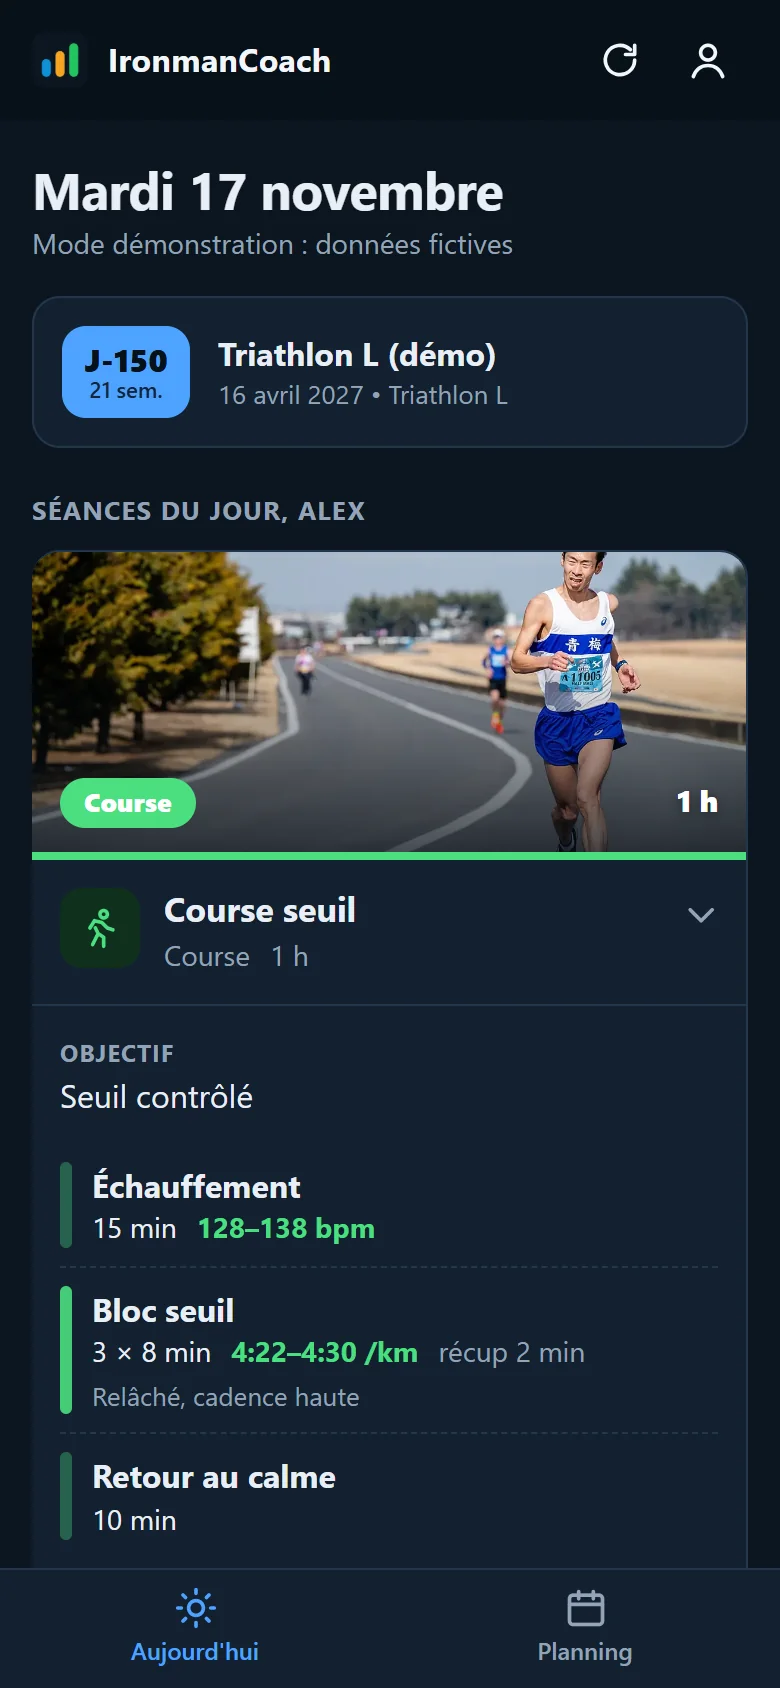 IronmanCoach
Mardi 17 novembre
Mode démonstration : données fictives
J-150
21 sem.
Triathlon L (démo)
16 avril 2027 • Triathlon L
SÉANCES DU JOUR, ALEX
青梅
11005
Course
1 h
Course seuil
Course 1 h
OBJECTIF
Seuil contrôlé
Échauffement
15 min 128–138 bpm
Bloc seuil
3 × 8 min 4:22–4:30 /km récup 2 min
Relâché, cadence haute
Retour au calme
10 min
Aujourd'hui
Planning